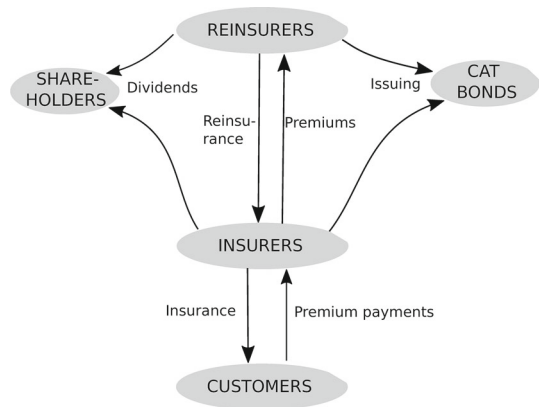 REINSURERS
SHARE-
HOLDERS
Dividends
Issuing
CAT
BONDS
Reinsu-
rance
Premiums
INSURERS
Insurance
Premium payments
CUSTOMERS